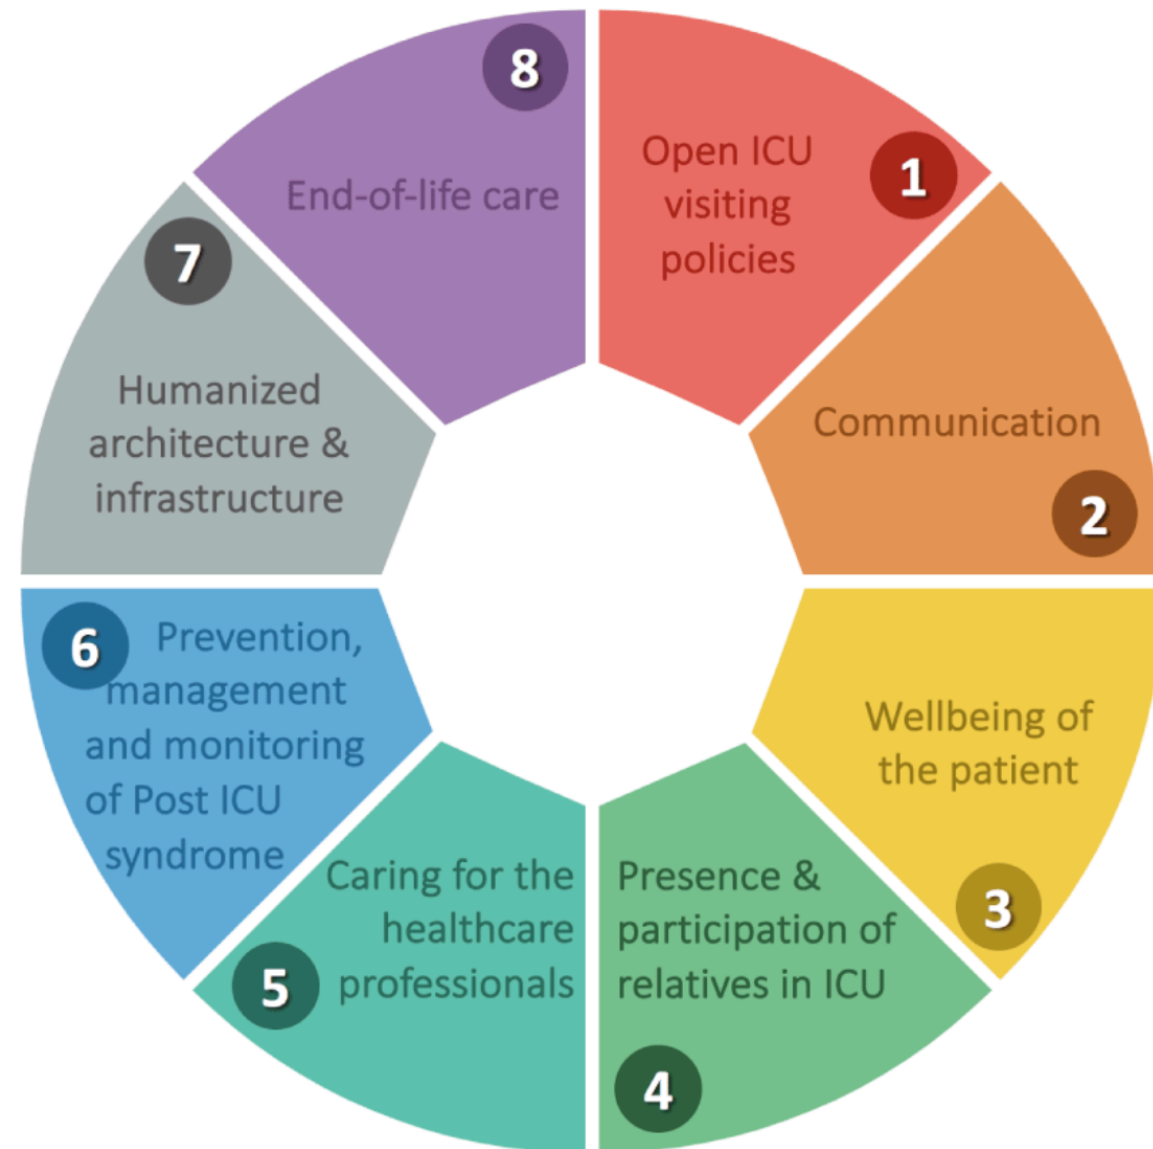 1
Open ICU
visiting
policies
2
Communication
3
Wellbeing of
the patient
4
Presence &
participation of
relatives in ICU
5
Caring for the
healthcare
professionals
6
Prevention,
management
and monitoring
of Post ICU
syndrome
7
Humanized
architecture &
infrastructure
8
End-of-life care